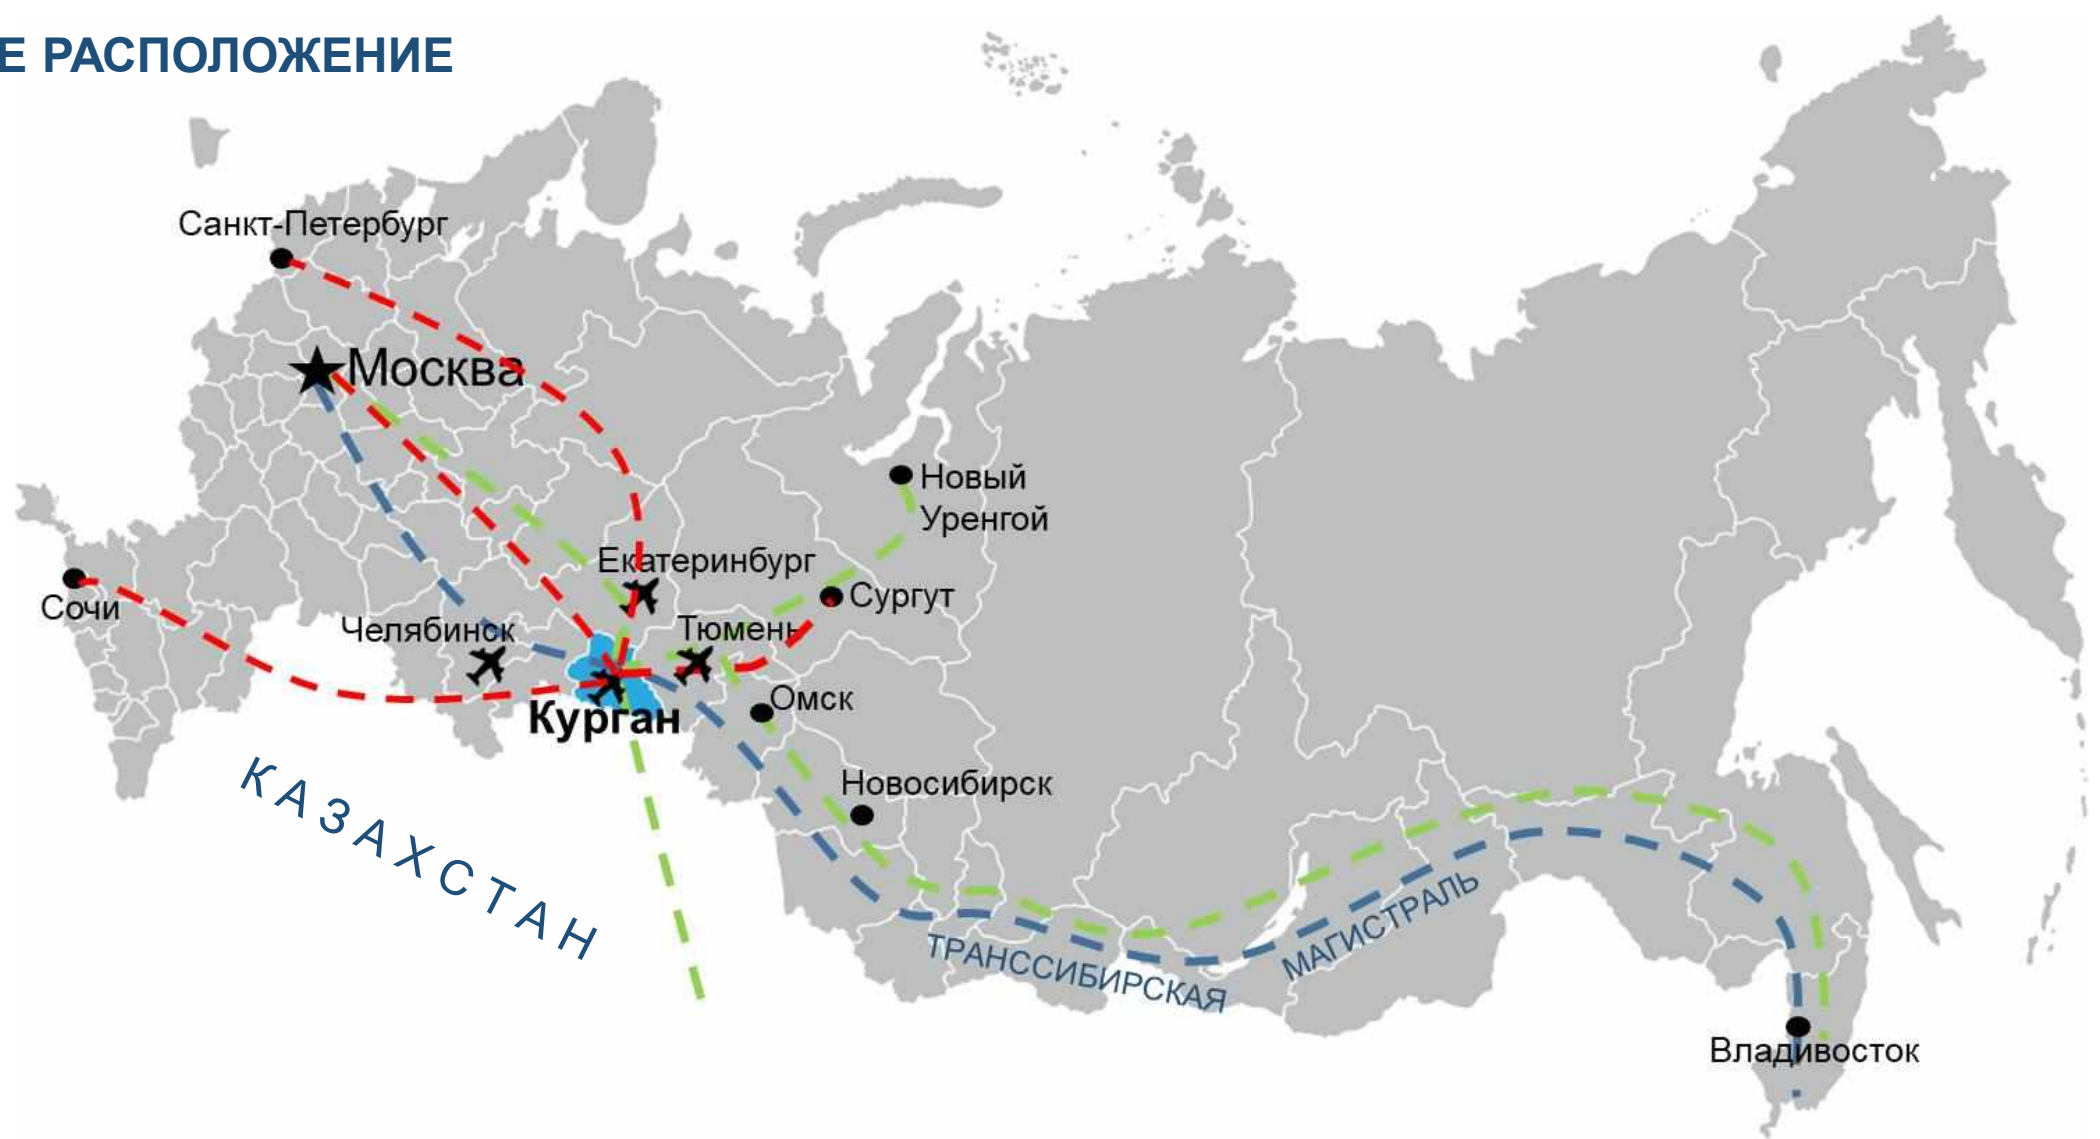 Е РАСПОЛОЖЕНИЕ
Санкт-Петербург
Москва
Новый
Уренгой
Екатеринбург
Сочи
Сургут
Челябинск
Тюмень
Омск
Курган
КАЗАХСТАН
Новосибирск
ТРАНССИБИРСКАЯ
МАГИСТРАЛЬ
Владивосток